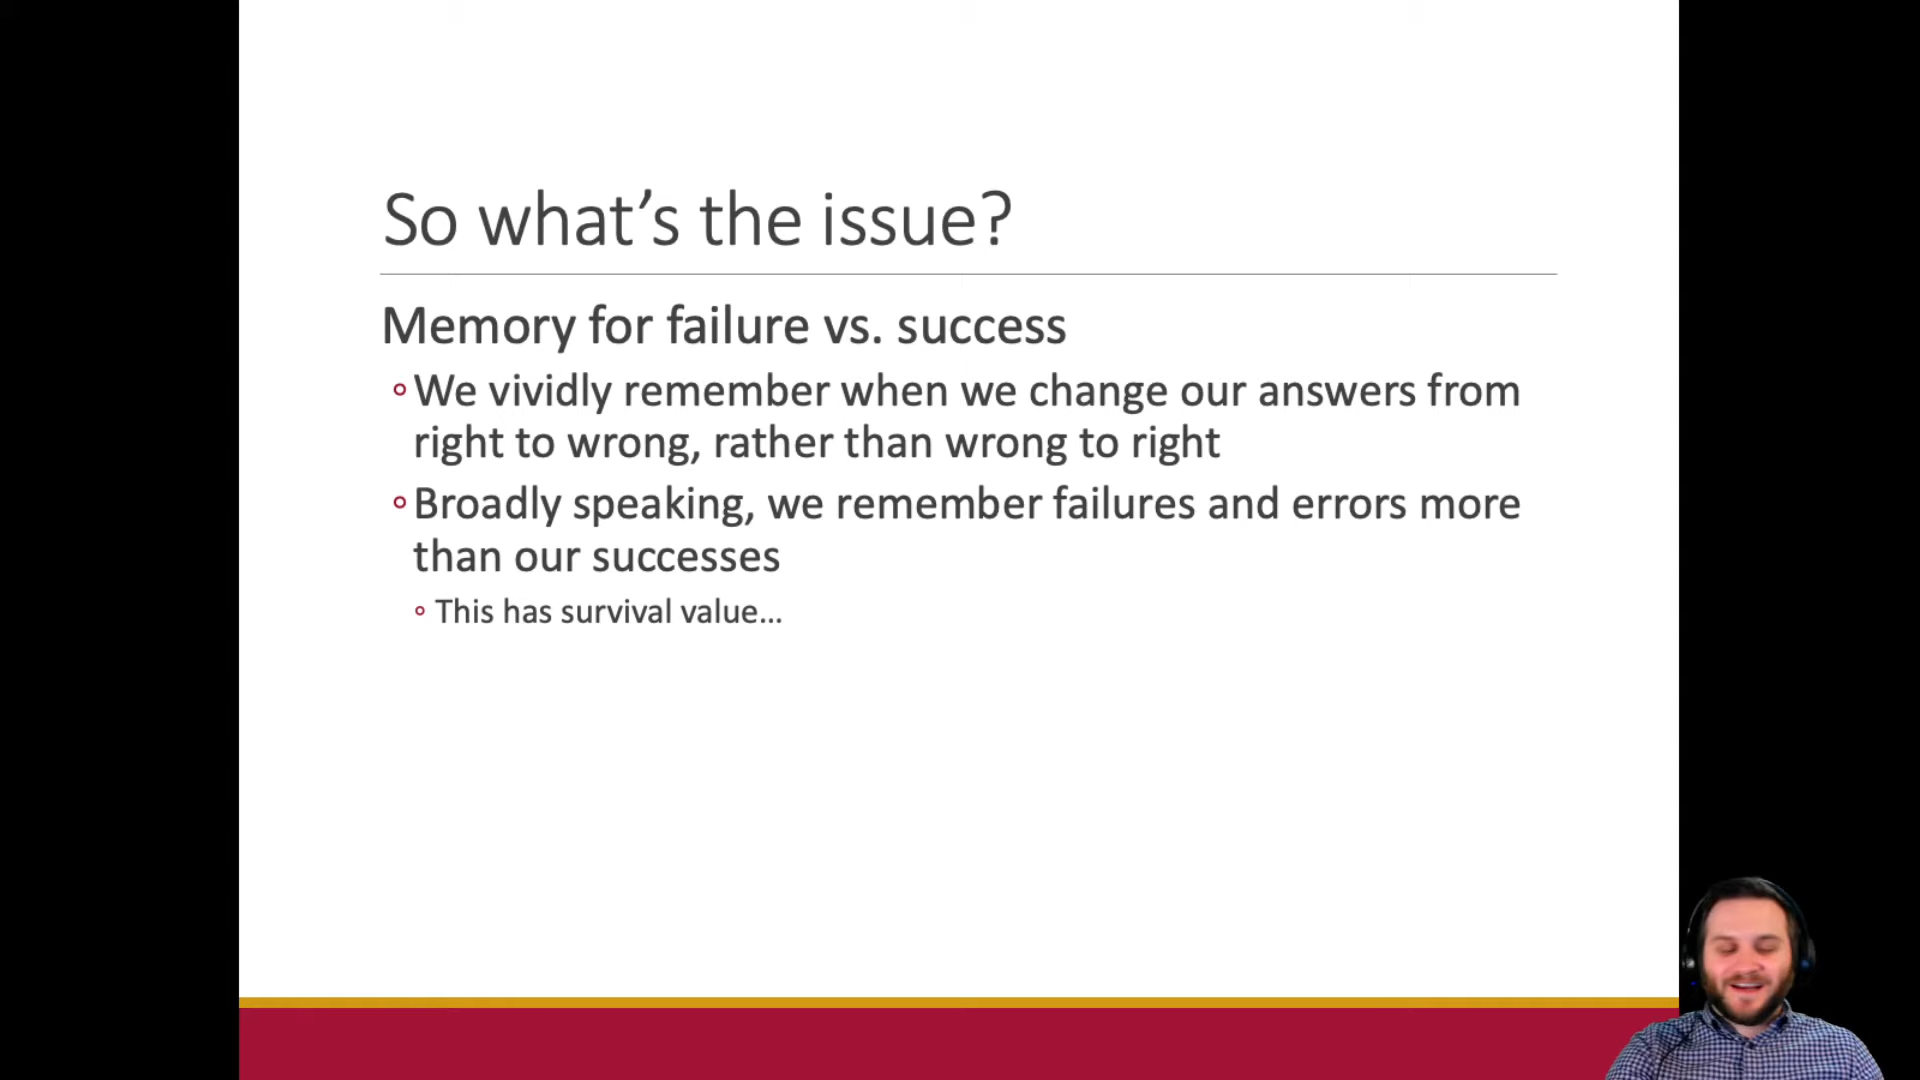 So what’s the issue?
Memory for failure vs. success
◦We vividly remember when we change our answers from
right to wrong, rather than wrong to right
◦Broadly speaking, we remember failures and errors more
than our successes
◦ This has survival value…